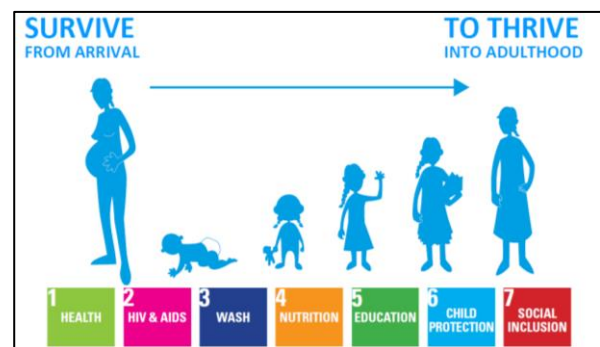 SURVIVE
FROM ARRIVAL
TO THRIVE
INTO ADULTHOOD
1
HEALTH
2
HIV & AIDS
3
WASH
4
NUTRITION
5
EDUCATION
6
CHILD
PROTECTION
7
SOCIAL
INCLUSION